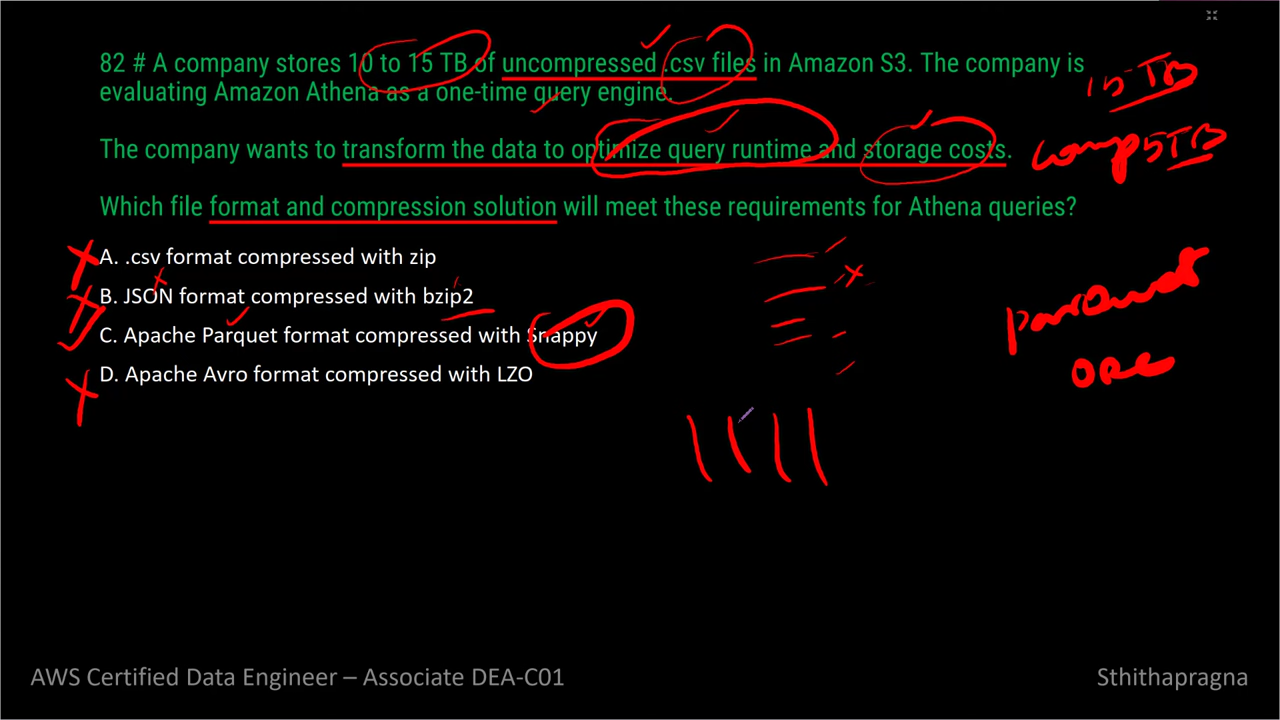 82 # A company stores 10 to 15 TB of uncompressed .csv files in Amazon S3. The company is
evaluating Amazon Athena as a one-time query engine.
The company wants to transform the data to optimize query runtime and storage costs.
Which file format and compression solution will meet these requirements for Athena queries?
A. .csv format compressed with zip
B. JSON format compressed with bzip2
C. Apache Parquet format compressed with Snappy
D. Apache Avro format compressed with LZO
15 TB
comp 5TB
parquet
ORC
AWS Certified Data Engineer – Associate DEA-C01
Sthithapragna